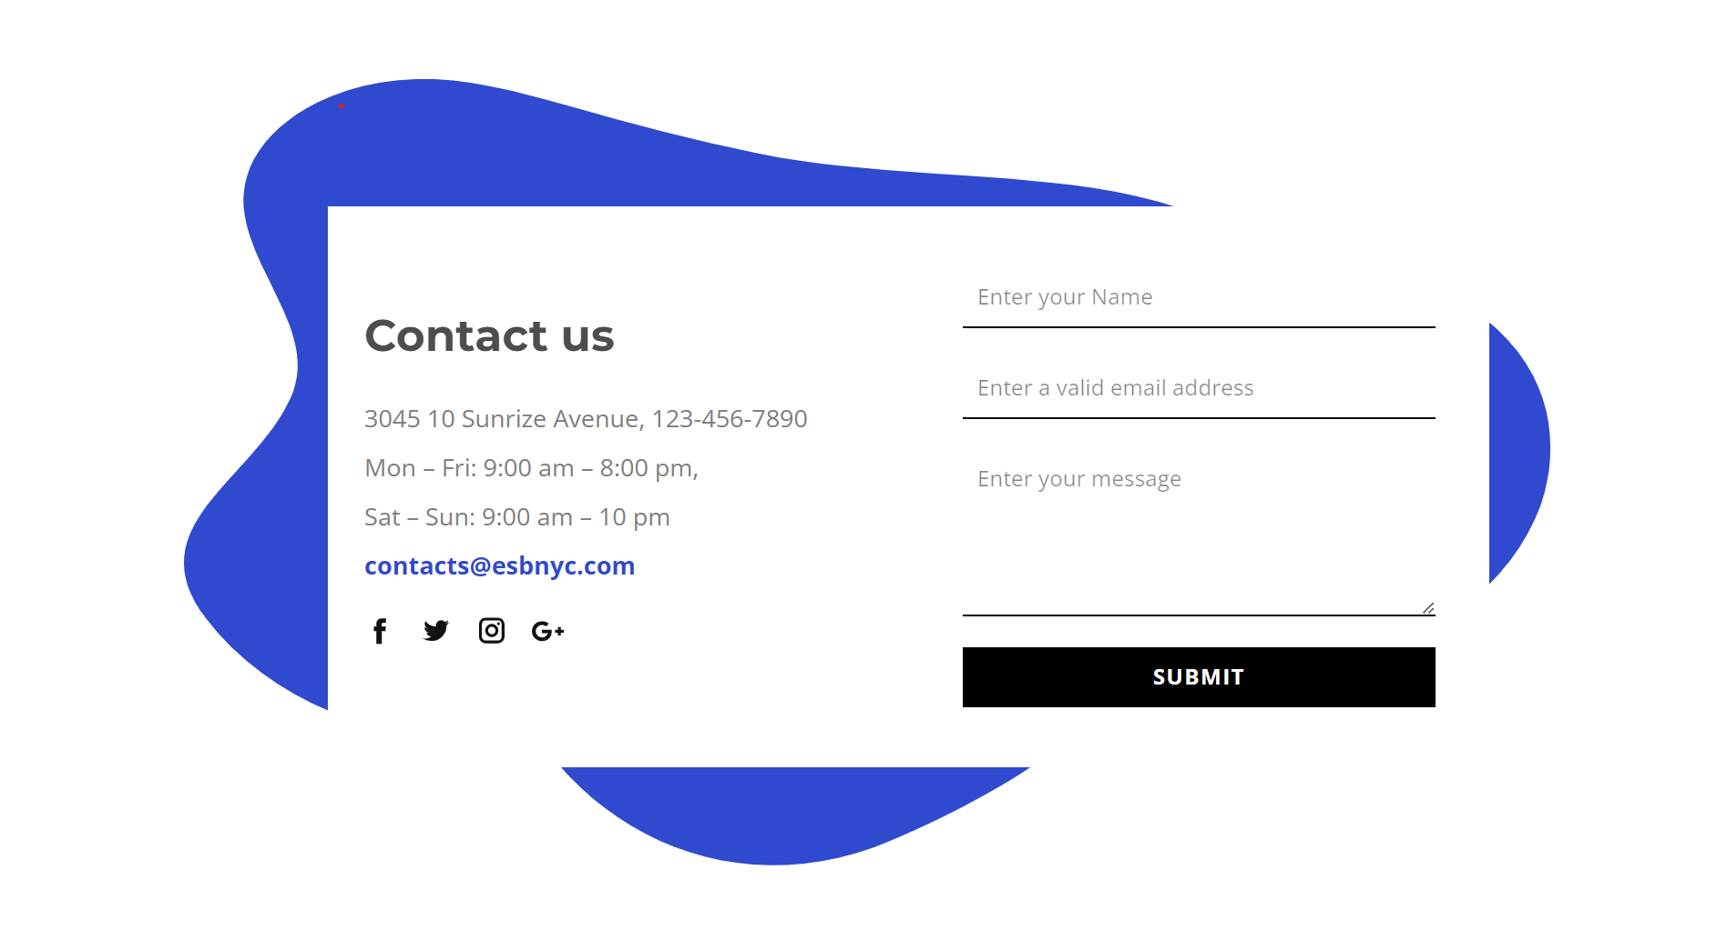 Contact us
3045 10 Sunrize Avenue, 123-456-7890
Mon – Fri: 9:00 am – 8:00 pm,
Sat – Sun: 9:00 am – 10 pm
contacts@esbnyc.com
G+
Enter your Name
Enter a valid email address
Enter your message
SUBMIT